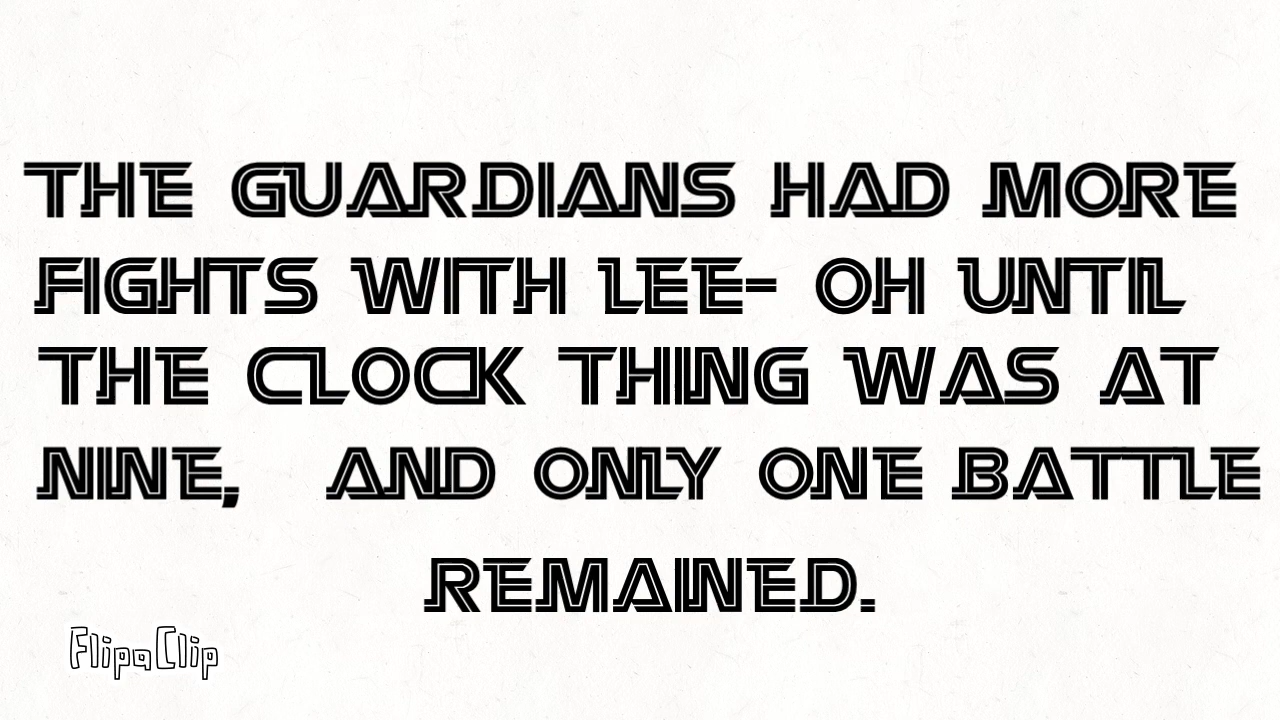 THE GUARDIANS HAD MORE
FIGHTS WITH LEE- OH UNTIL
THE CLOCK THING WAS AT
NINE, AND ONLY ONE BATTLE
REMAINED.
FlipaClip